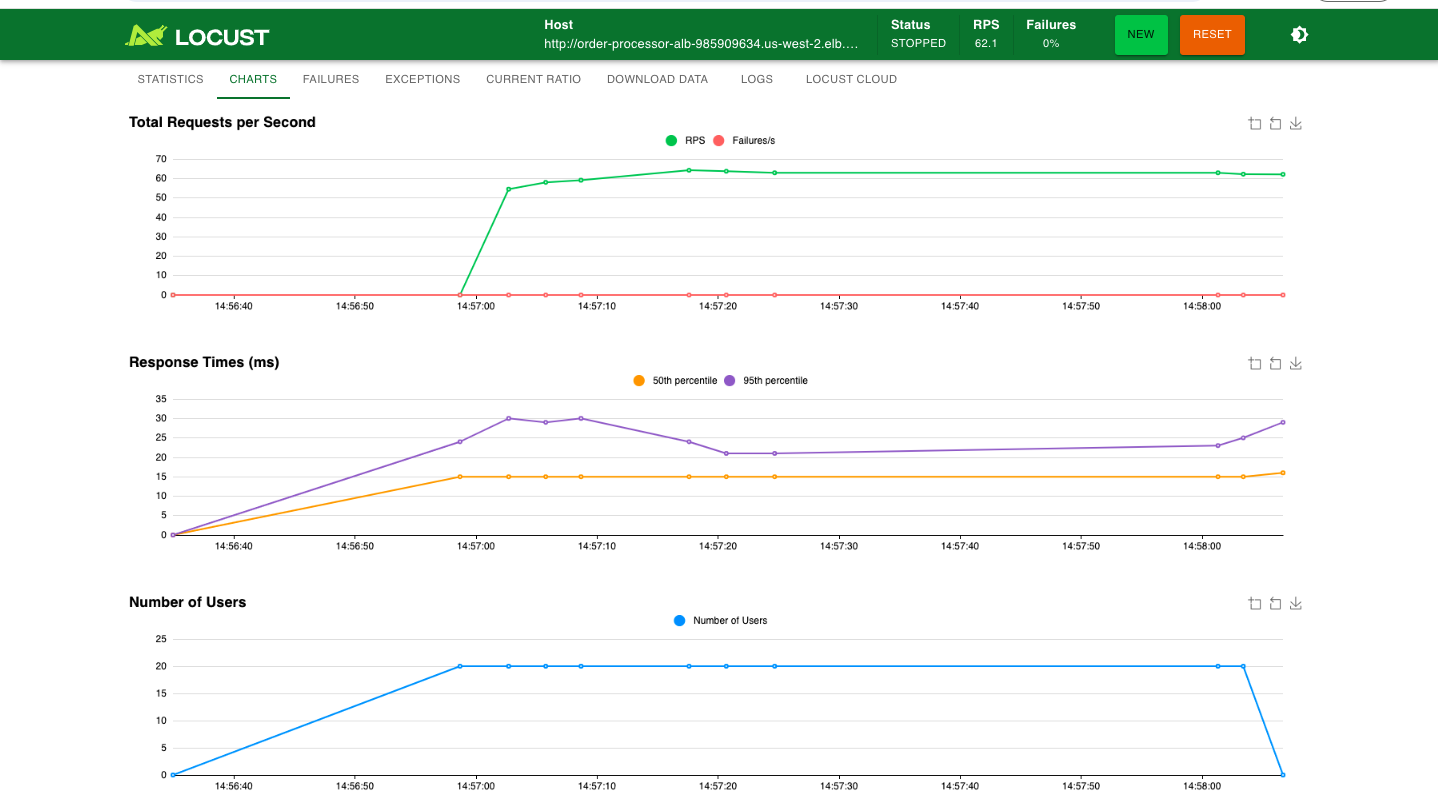 LOCUST
Host
http://order-processor-alb-985909634.us-west-2.elb....
Status
STOPPED
RPS
62.1
Failures
0%
NEW
RESET
STATISTICS CHARTS FAILURES EXCEPTIONS CURRENT RATIO DOWNLOAD DATA LOGS LOCUST CLOUD
Total Requests per Second
RPS Failures/s
70
60
50
40
30
20
10
0
14:56:40 14:56:50 14:57:00 14:57:10 14:57:20 14:57:30 14:57:40 14:57:50 14:58:00
Response Times (ms)
50th percentile 95th percentile
35
30
25
20
15
10
5
0
14:56:40 14:56:50 14:57:00 14:57:10 14:57:20 14:57:30 14:57:40 14:57:50 14:58:00
Number of Users
Number of Users
25
20
15
10
5
0
14:56:40 14:56:50 14:57:00 14:57:10 14:57:20 14:57:30 14:57:40 14:57:50 14:58:00